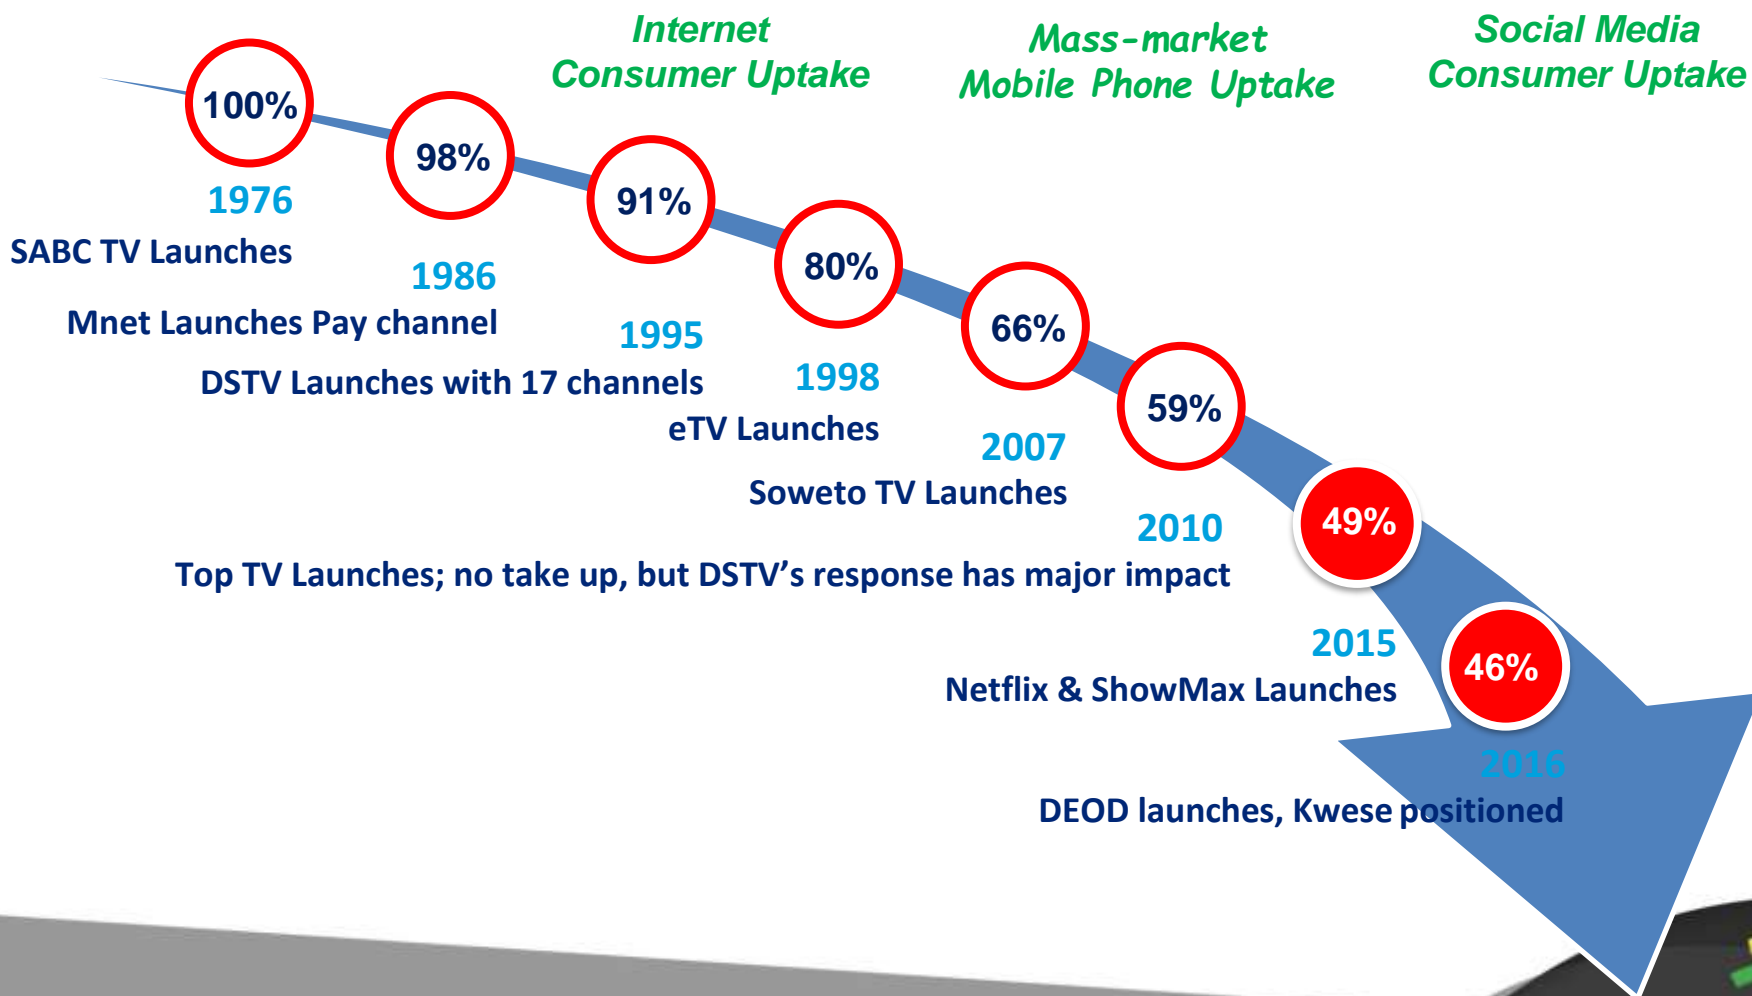 Internet
Consumer Uptake
Mass-market
Mobile Phone Uptake
Social Media
Consumer Uptake
100%
1976
SABC TV Launches
98%
1986
Mnet Launches Pay channel
91%
1995
DSTV Launches with 17 channels
80%
1998
eTV Launches
66%
2007
Soweto TV Launches
59%
2010
Top TV Launches; no take up, but DSTV’s response has major impact
49%
2015
Netflix & ShowMax Launches
46%
2016
DEOD launches, Kwese positioned